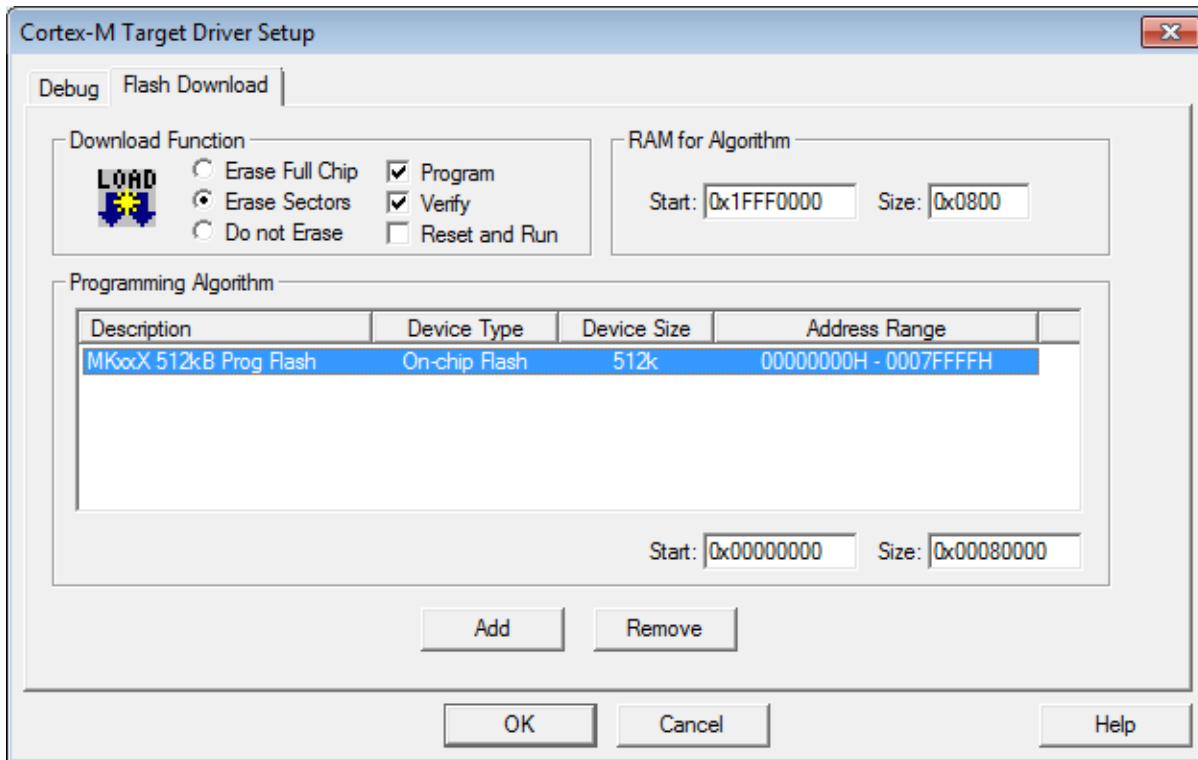 Cortex-M Target Driver Setup
Debug Flash Download
Download Function
LOAD
Erase Full Chip
Erase Sectors
Do not Erase
Program
Verify
Reset and Run
RAM for Algorithm
Start: 0x1FFF0000 Size: 0x0800
Programming Algorithm
Description Device Type Device Size Address Range
MKxxX 512kB Prog Flash On-chip Flash 512k 00000000H - 0007FFFFH
Start: 0x00000000 Size: 0x00080000
Add Remove
OK Cancel Help